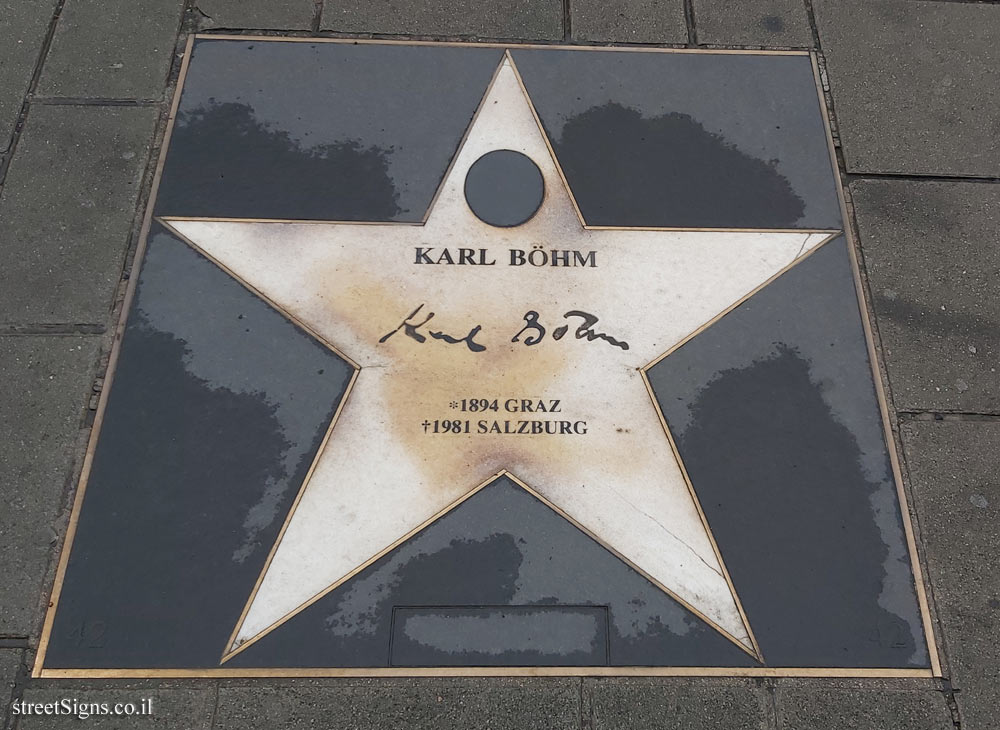 KARL BÖHM
Karl Böhm
*1894 GRAZ
†1981 SALZBURG
42 42
streetSigns.co.il